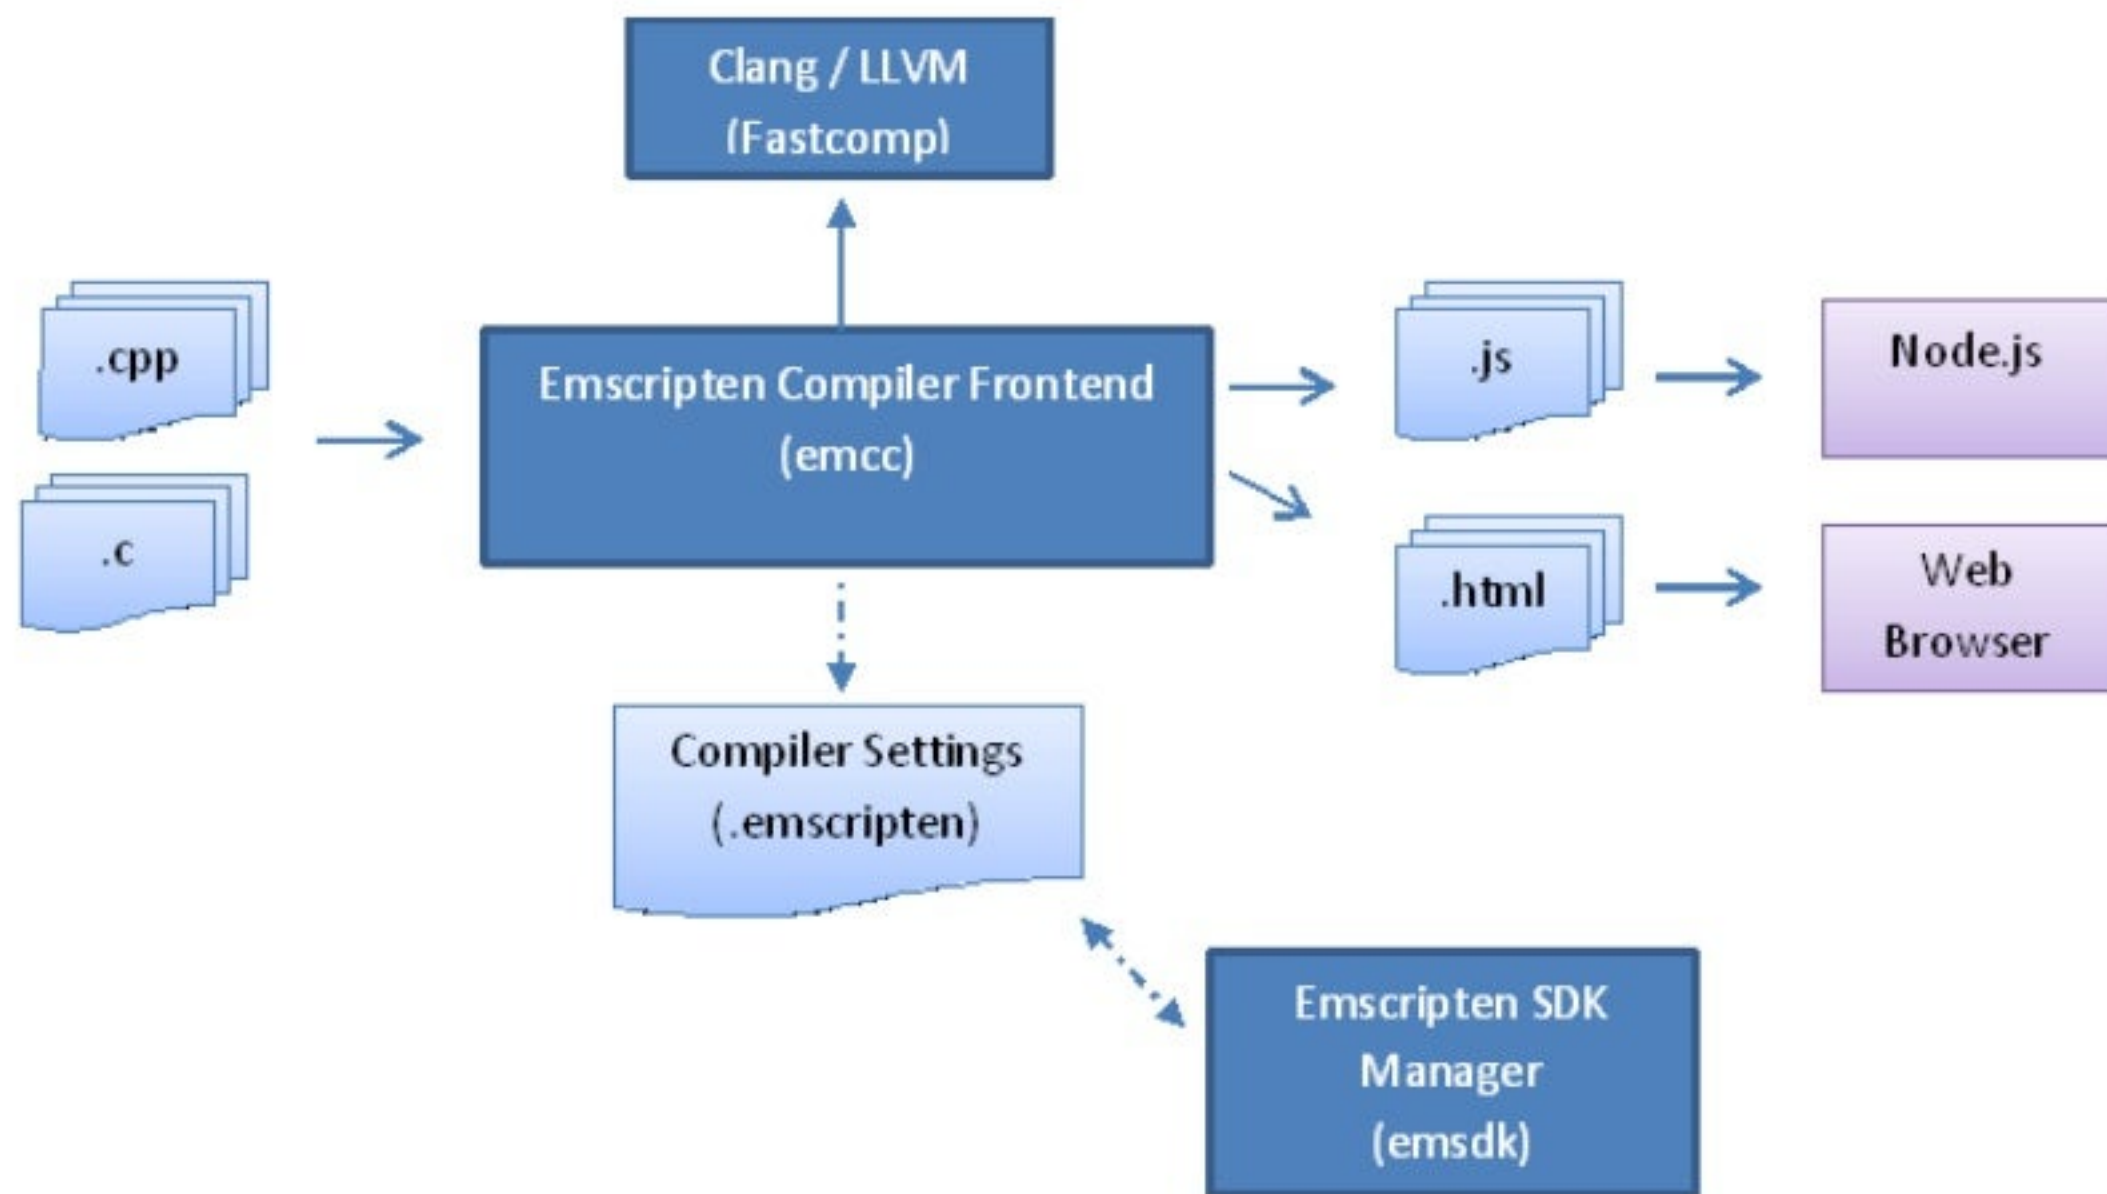 Clang / LLVM
(Fastcomp)
.cpp
.c
Emscripten Compiler Frontend
(emcc)
.js
Node.js
.html
Web
Browser
Compiler Settings
(.emscripten)
Emscripten SDK
Manager
(emsdk)